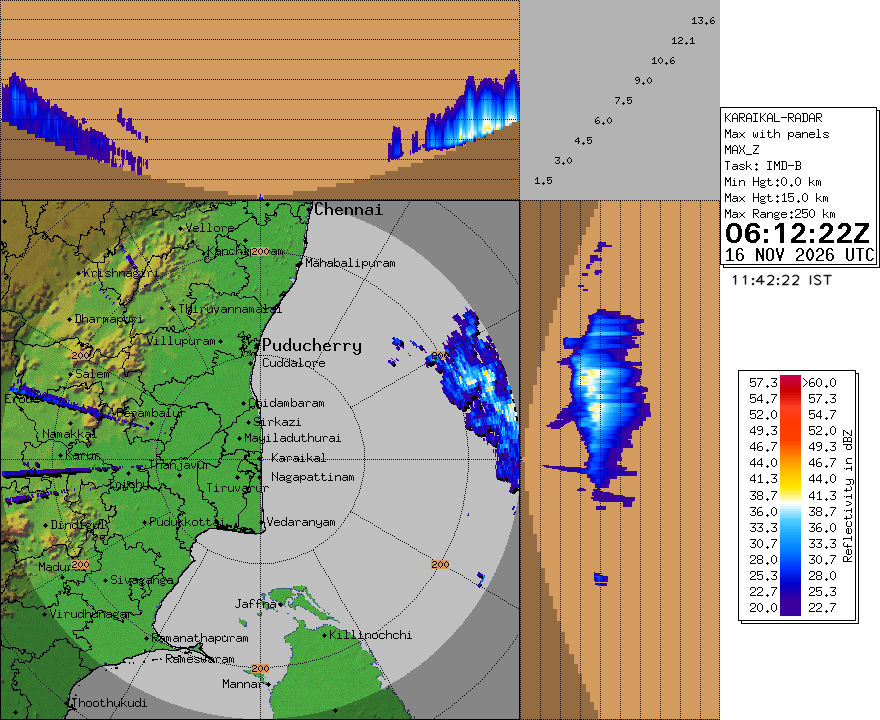 13.6
12.1
10.6
9.0
7.5
6.0
4.5
3.0
1.5
KARAIKAL-RADAR
Max with panels
MAX_Z
Task: IMD-B
Min Hgt:0.0 km
Max Hgt:15.0 km
Max Range:250 km
06:12:22Z
16 NOV 2026 UTC
11:42:22 IST
Chennai
Vellore
200
Mahabalipuram
Krishnagiri
Thiruvannamalai
Dharmapuri
Villupuram
Puducherry
200
200
Cuddalore
Salem
Erode
Chidambaram
Perambalur
Sirkazi
Namakkal
Mayiladuthurai
Karur
Karaikal
Thanjavur
Nagapattinam
Tiruvarur
Dindigul
Pudukkottai
Vedaranyam
200
200
Madurai
Sivaganga
Jaffna
Virudhunagar
Killinochchi
Ramanathapuram
Rameswaram
200
Mannar
Thoothukudi
57.3 >60.0
54.7 57.3
52.0 54.7
49.3 52.0
46.7 49.3
44.0 46.7
41.3 44.0
38.7 41.3
36.0 38.7
33.3 36.0
30.7 33.3
28.0 30.7
25.3 28.0
22.7 25.3
20.0 22.7
Reflectivity in dBZ